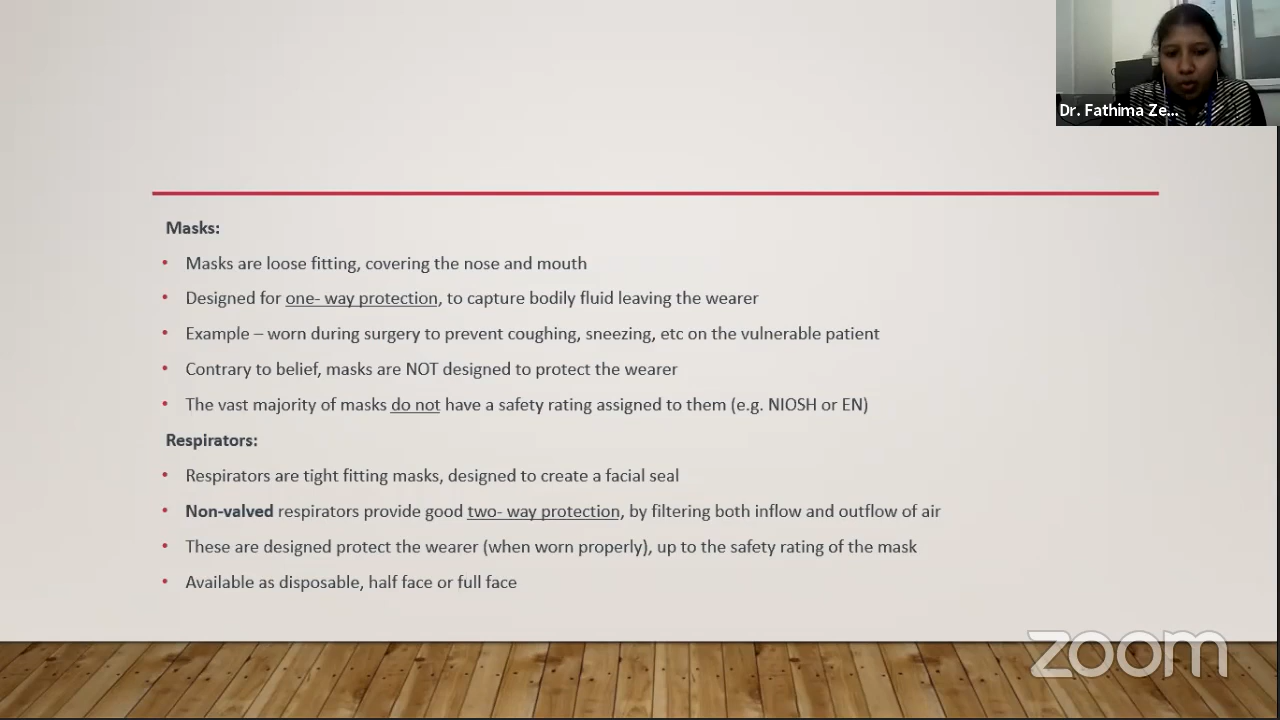 Dr. Fathima Ze...
Masks:
• Masks are loose fitting, covering the nose and mouth
• Designed for one- way protection, to capture bodily fluid leaving the wearer
• Example – worn during surgery to prevent coughing, sneezing, etc on the vulnerable patient
• Contrary to belief, masks are NOT designed to protect the wearer
• The vast majority of masks do not have a safety rating assigned to them (e.g. NIOSH or EN)
Respirators:
• Respirators are tight fitting masks, designed to create a facial seal
• Non-valved respirators provide good two- way protection, by filtering both inflow and outflow of air
• These are designed protect the wearer (when worn properly), up to the safety rating of the mask
• Available as disposable, half face or full face
zoom